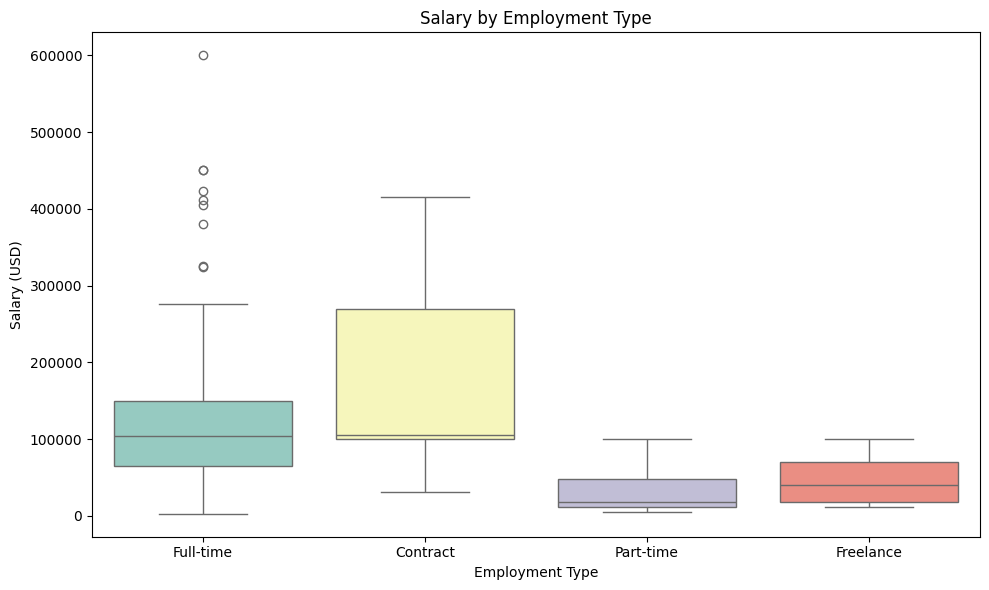 Salary by Employment Type
Salary (USD)
600000
500000
400000
300000
200000
100000
0
Full-time Contract Part-time Freelance
Employment Type